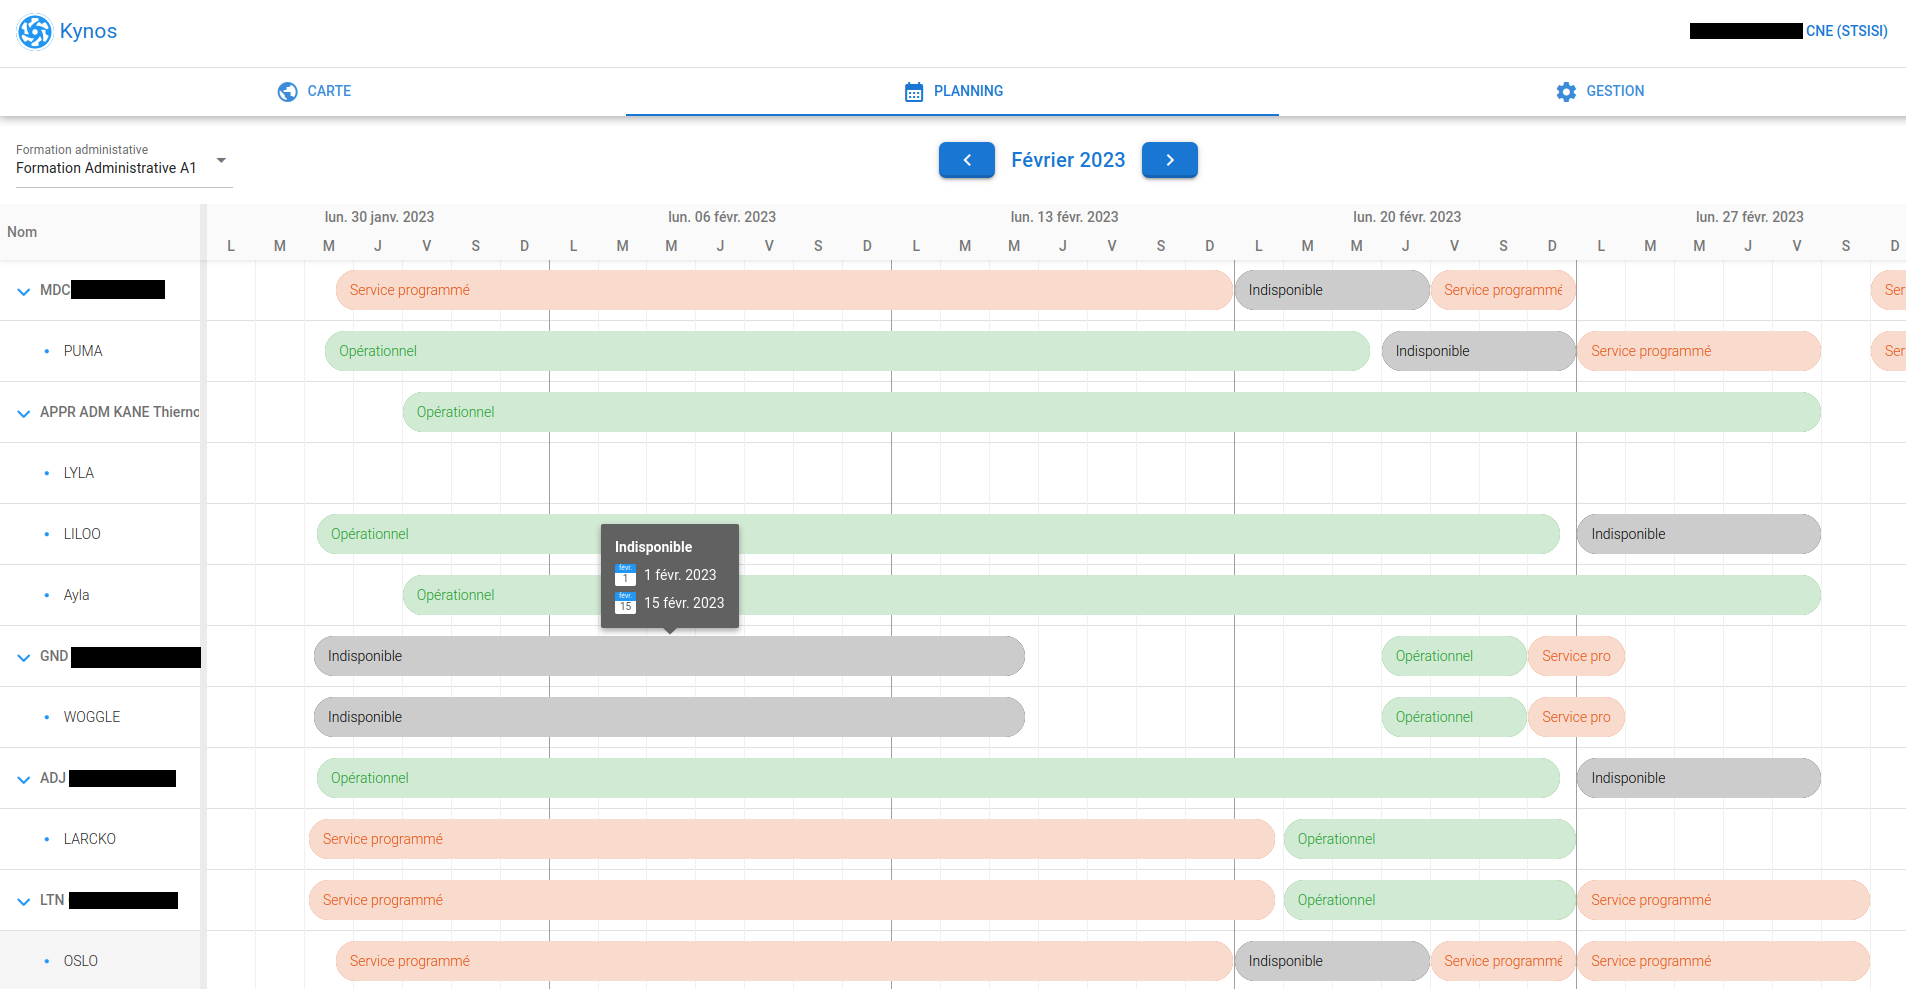 Kynos
CNE (STSISI)
CARTE
PLANNING
GESTION
Formation administative
Formation Administrative A1
Février 2023
Nom
lun. 30 janv. 2023 lun. 06 févr. 2023 lun. 13 févr. 2023 lun. 20 févr. 2023 lun. 27 févr. 2023
L M M J V S D L M M J V S D L M M J V S D L M M J V S D L M M J V S D
MDC Service programmé Indisponible Service programmé Ser
PUMA Opérationnel Indisponible Service programmé Ser
APPR ADM KANE Thierno Opérationnel
LYLA
LILOO Opérationnel Indisponible
Indisponible
1 févr. 2023
15 févr. 2023
févr.
1
févr.
15
Ayla Opérationnel
GND Indisponible Opérationnel Service pro
WOGGLE Indisponible Opérationnel Service pro
ADJ Opérationnel Indisponible
LARCKO Service programmé Opérationnel
LTN Service programmé Opérationnel Service programmé
OSLO Service programmé Indisponible Service programmé Service programmé